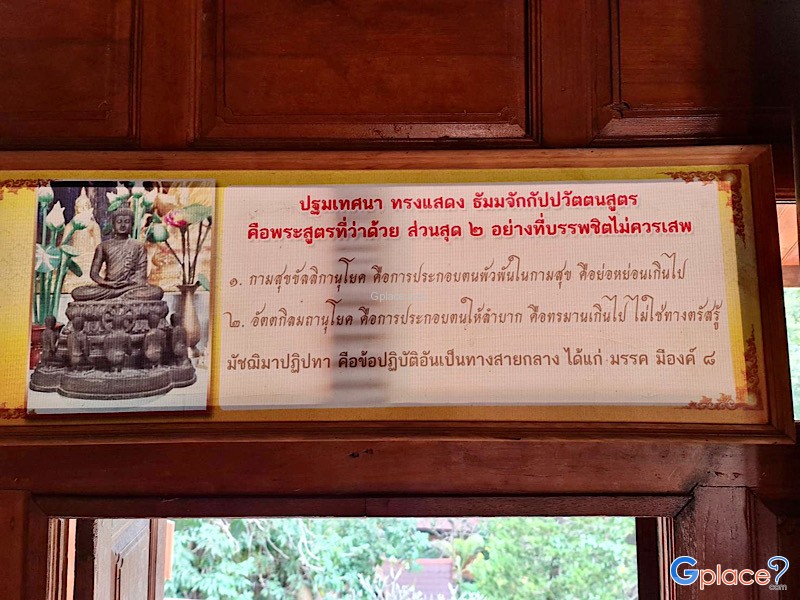 ปฐมเทศนา ทรงแสดง ธัมมจักกัปปวัตตนสูตร
คือพระสูตรที่ว่าด้วย ส่วนสุด ๒ อย่างที่บรรพชิตไม่ควรเสพ
๑. กามสุขขัลลิกานุโยค คือการประกอบตนพัวพันในกามสุข คือย่อหย่อนเกินไป
๒. อัตตกิลมถานุโยค คือการประกอบตนให้ลำบาก คือทรมานเกินไป ไม่ใช้ทางตรัสรู้
มัชฌิมาปฏิปทา คือข้อปฏิบัติอันเป็นทางสายกลาง ได้แก่ มรรค มีองค์ ๘
Gplace?
.com